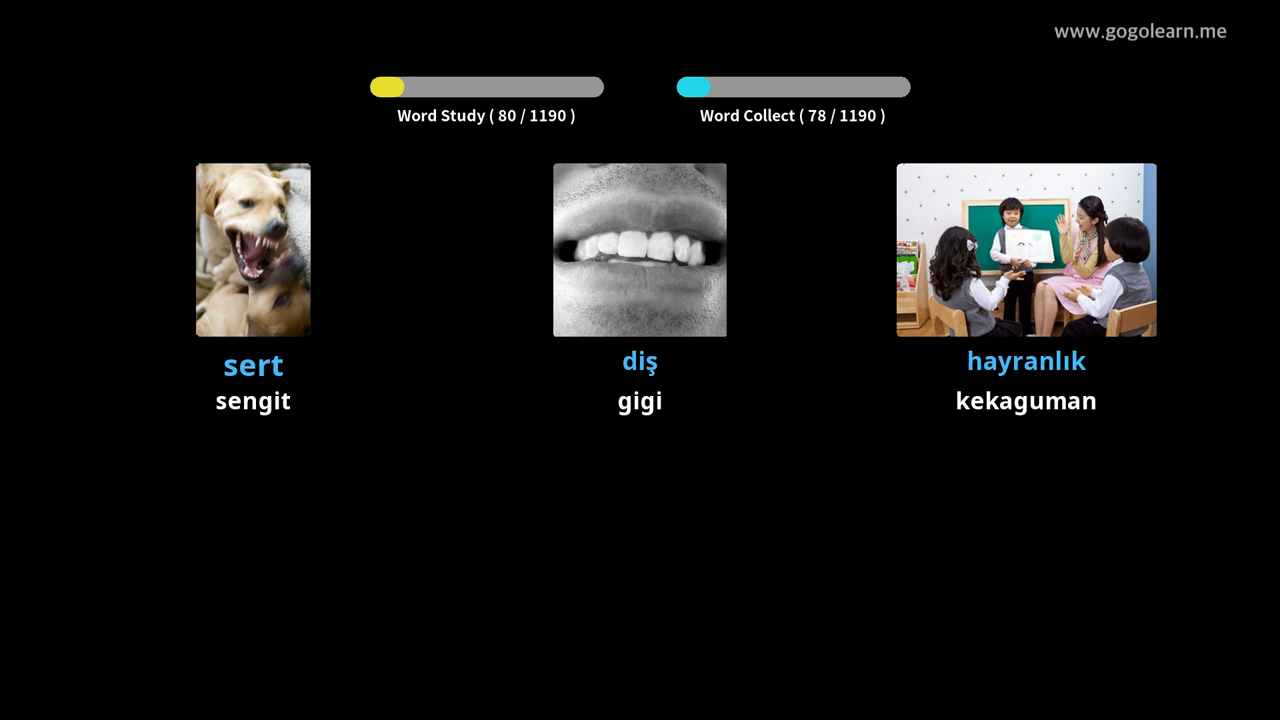 www.gogolearn.me
Word Study ( 80 / 1190 )
Word Collect ( 78 / 1190 )
sert
diş
hayranlık
sengit
gigi
kekaguman